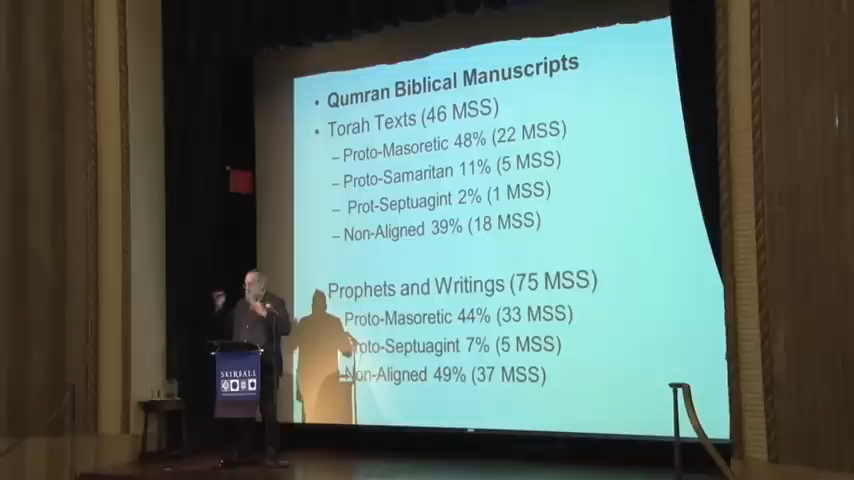 • Qumran Biblical Manuscripts
• Torah Texts (46 MSS)
– Proto-Masoretic 48% (22 MSS)
– Proto-Samaritan 11% (5 MSS)
– Prot-Septuagint 2% (1 MSS)
– Non-Aligned 39% (18 MSS)
Prophets and Writings (75 MSS)
Proto-Masoretic 44% (33 MSS)
roto-Septuagint 7% (5 MSS)
Non-Aligned 49% (37 MSS)
SKIRBALL